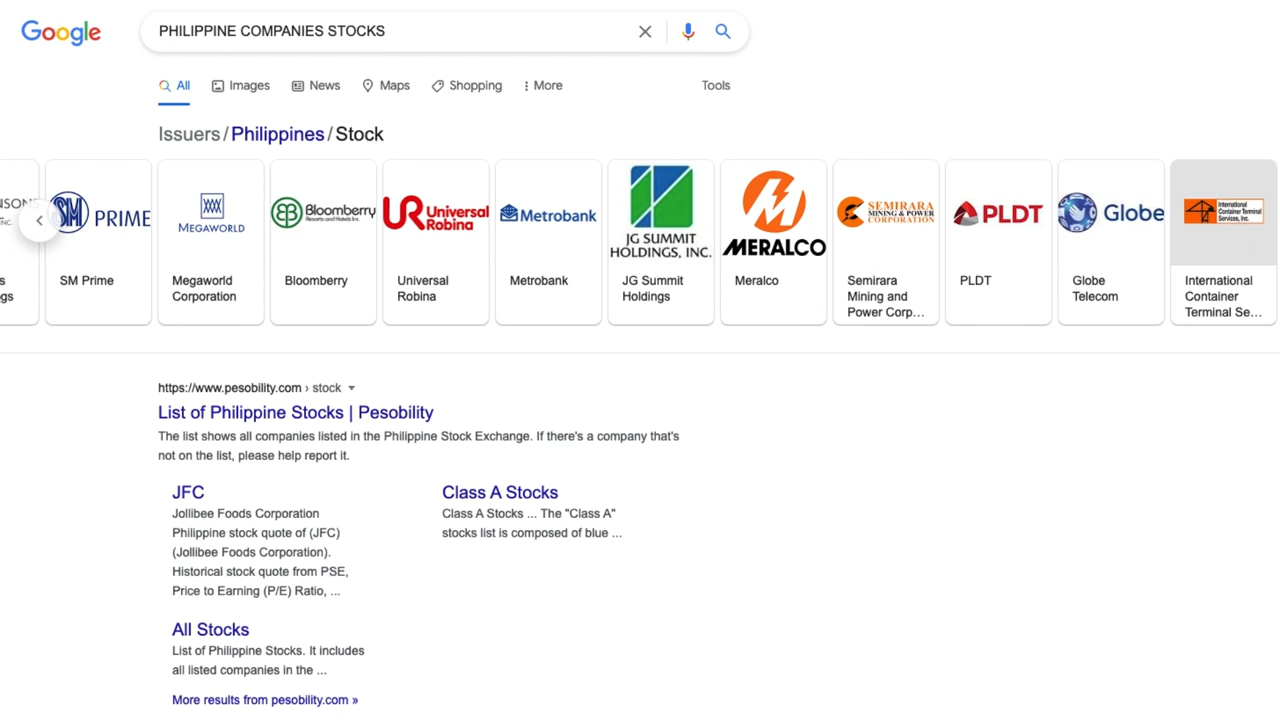 Google
PHILIPPINE COMPANIES STOCKS
All
Images
News
Maps
Shopping
More
Tools
Issuers / Philippines / Stock
SM PRIME
MEGAWORLD
Bloomberry
Resorts and Hotels Inc.
Universal
Robina
Metrobank
JG SUMMIT
HOLDINGS, INC.
MERALCO
SEMIRARA
MINING & POWER
CORPORATION
PLDT
Globe
International
Container Terminal
Services, Inc.
SM Prime
Megaworld
Corporation
Bloomberry
Universal
Robina
Metrobank
JG Summit
Holdings
Meralco
Semirara
Mining and
Power Corp...
PLDT
Globe
Telecom
International
Container
Terminal Se...
https://www.pesobility.com › stock
List of Philippine Stocks | Pesobility
The list shows all companies listed in the Philippine Stock Exchange. If there's a company that's
not on the list, please help report it.
JFC
Jollibee Foods Corporation
Philippine stock quote of (JFC)
(Jollibee Foods Corporation).
Historical stock quote from PSE,
Price to Earning (P/E) Ratio, ...
Class A Stocks
Class A Stocks ... The "Class A"
stocks list is composed of blue ...
All Stocks
List of Philippine Stocks. It includes
all listed companies in the ...
More results from pesobility.com »